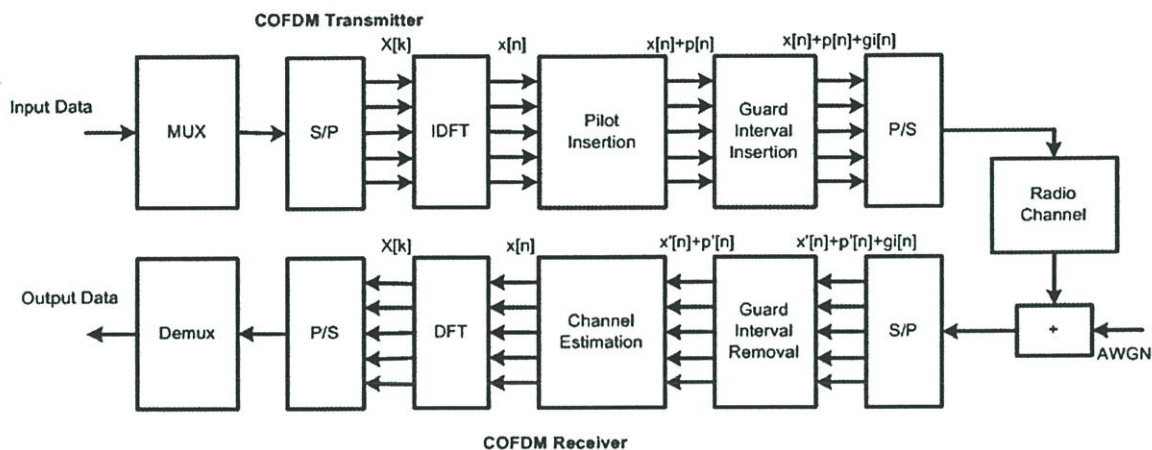 COFDM Transmitter
X[k]
x[n]
x[n]+p[n]
x[n]+p[n]+gi[n]
Input Data
MUX
S/P
IDFT
Pilot
Insertion
Guard
Interval
Insertion
P/S
Radio
Channel
X[k]
x[n]
x'[n]+p'[n]
x'[n]+p'[n]+gi[n]
Output Data
Demux
P/S
DFT
Channel
Estimation
Guard
Interval
Removal
S/P
+
AWGN
COFDM Receiver